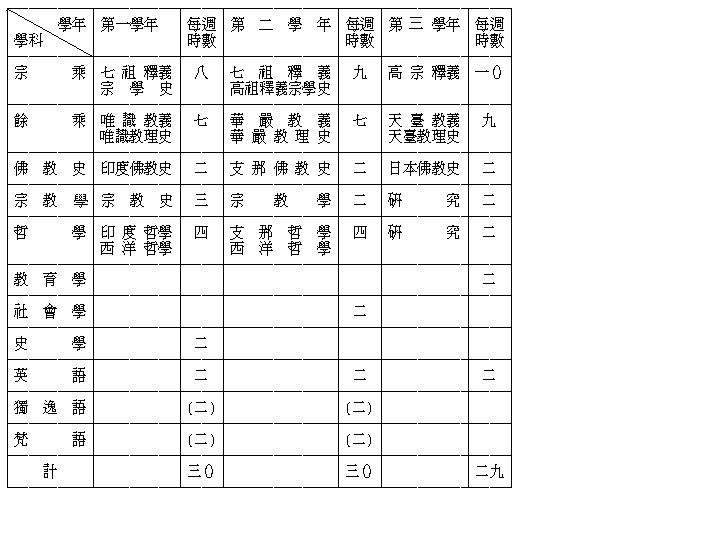 學年 第一學年 每週時數 第二學年 每週時數 第三學年 每週時數
學科
宗乘 七祖釋義 八 七祖釋義 九 高宗釋義 一0
宗學史 高祖釋義宗學史
餘乘 唯識教義 七 華嚴教義 七 天臺教義 九
唯識教理史 華嚴教理史 天臺教理史
佛教史 印度佛教史 二 支那佛教史 二 日本佛教史 二
宗教學 宗教史 三 宗教學 二 研究 二
哲學 印度哲學 四 支那哲學 四 研究 二
西洋哲學 西洋哲學
教育學 二
社會學 二
史學 二
英語 二 二 二
獨逸語 (二) (二)
梵語 (二) (二)
計 三0 三0 二九